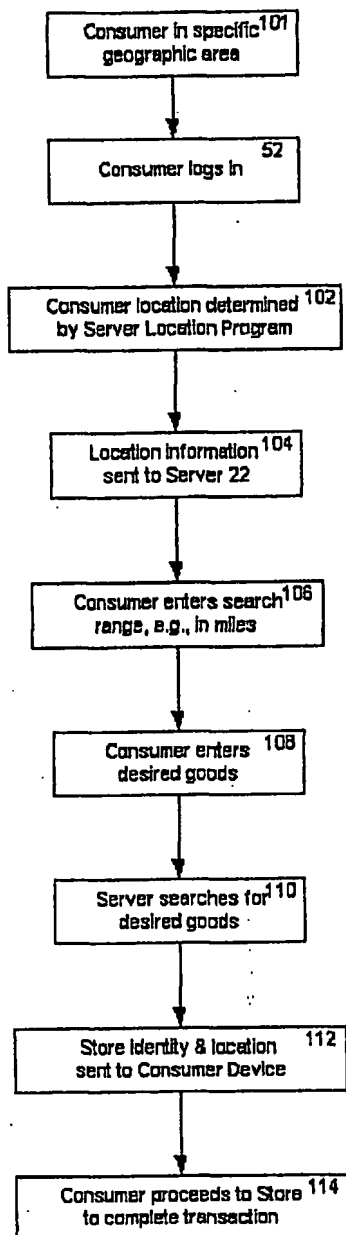 Consumer in specific 101
geographic area
52
Consumer logs in
Consumer location determined 102
by Server Location Program
Location information 104
sent to Server 22
Consumer enters search 106
range, e.g., in miles
Consumer enters 108
desired goods
Server searches for 110
desired goods
Store identity & location 112
sent to Consumer Device
Consumer proceeds to Store 114
to complete transaction